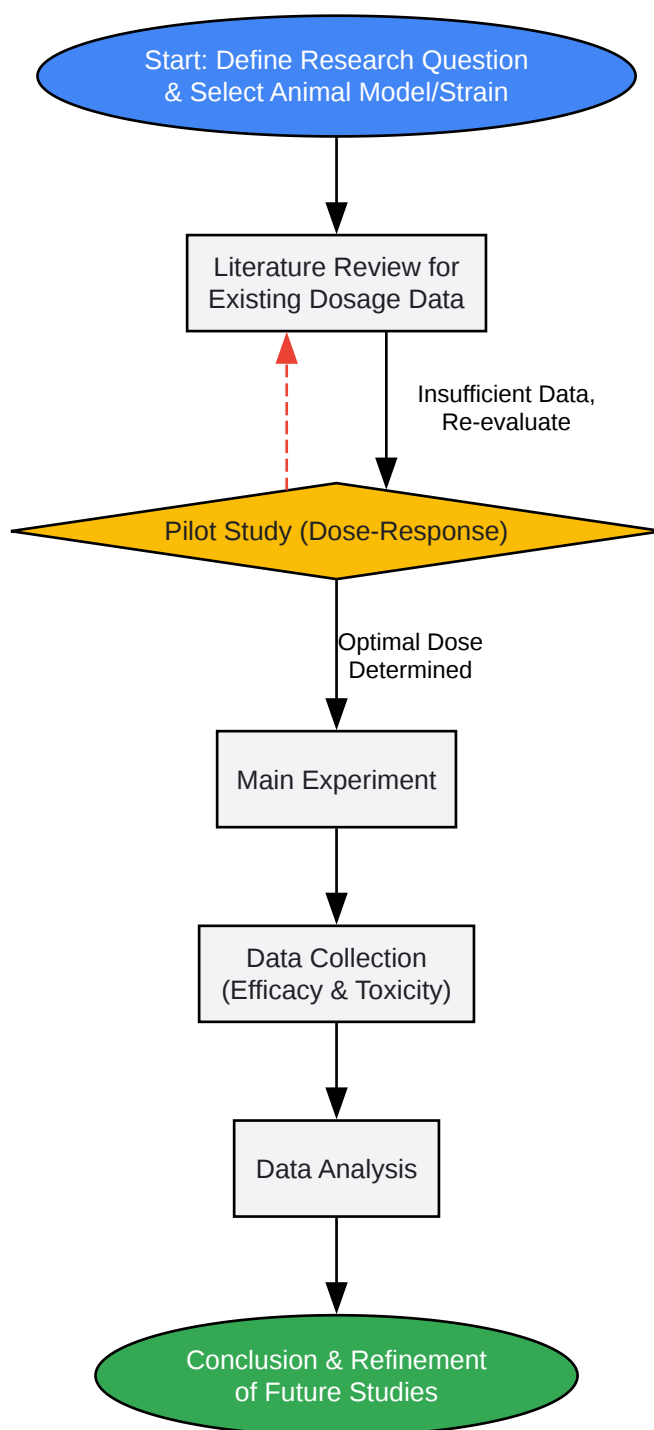 Start: Define Research Question
& Select Animal Model/Strain
Literature Review for
Existing Dosage Data
Insufficient Data,
Re-evaluate
Pilot Study (Dose-Response)
Optimal Dose
Determined
Main Experiment
Data Collection
(Efficacy & Toxicity)
Data Analysis
Conclusion & Refinement
of Future Studies